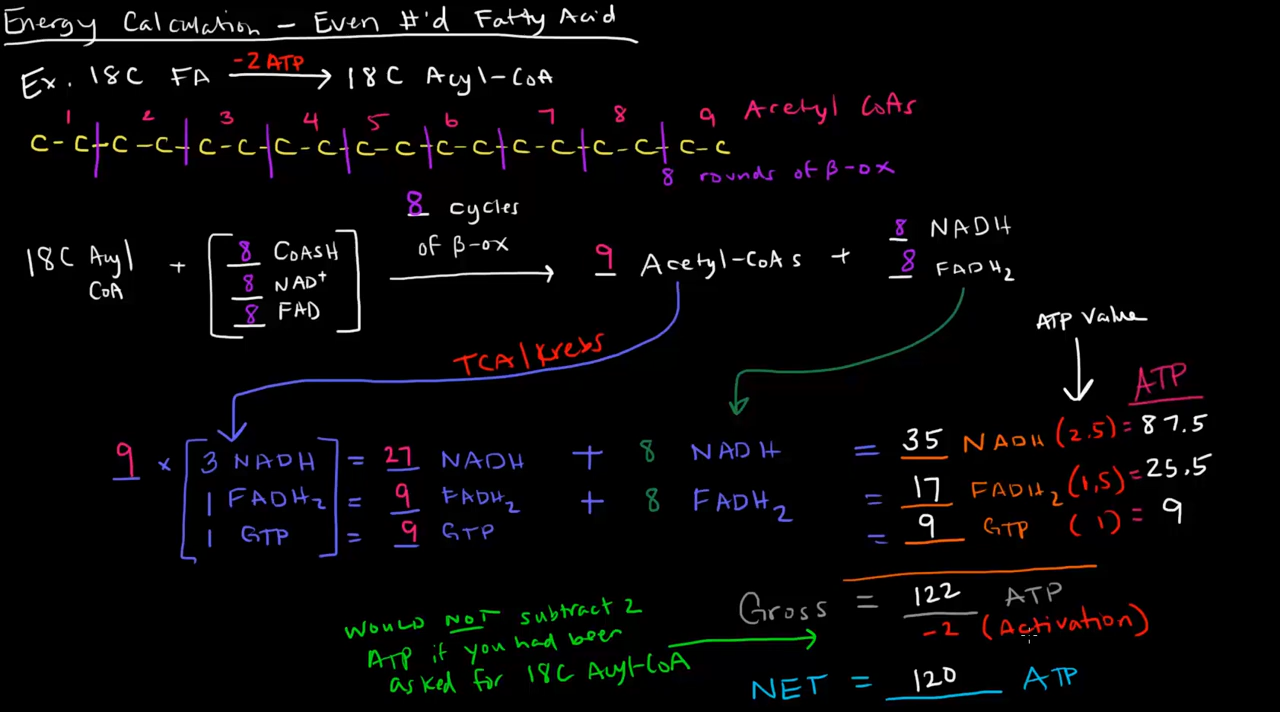 Energy Calculation - Even #'d Fatty Acid
Ex. 18C FA -2 ATP 18C Acyl-CoA
1 2 3 4 5 6 7 8 9 Acetyl CoAs
C-C-C-C-C-C-C-C-C-C-C-C-C-C-C-C C-C
8 rounds of β-ox
18C Acyl CoA + [8 CoASH
8 NAD+
8 FAD]
8 cycles
of β-ox
9 Acetyl-CoAs + 8 NADH
8 FADH2
ATP Value
TCA/Krebs
ATP
9 x [3 NADH] = 27 NADH + 8 NADH = 35 NADH (2.5) = 87.5
1 FADH2 = 9 FADH2 + 8 FADH2 = 17 FADH2 (1,5) = 25.5
1 GTP = 9 GTP = 9 GTP (1) = 9
Gross = 122 ATP
-2 (Activation)
WOULD NOT subtract 2
ATP if you had been
asked for 18C Acyl-CoA
NET = 120 ATP